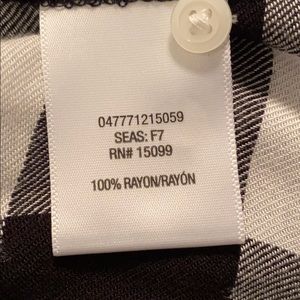 047771215059
SEAS: F7
RN# 15099
100% RAYON/RAYÓN